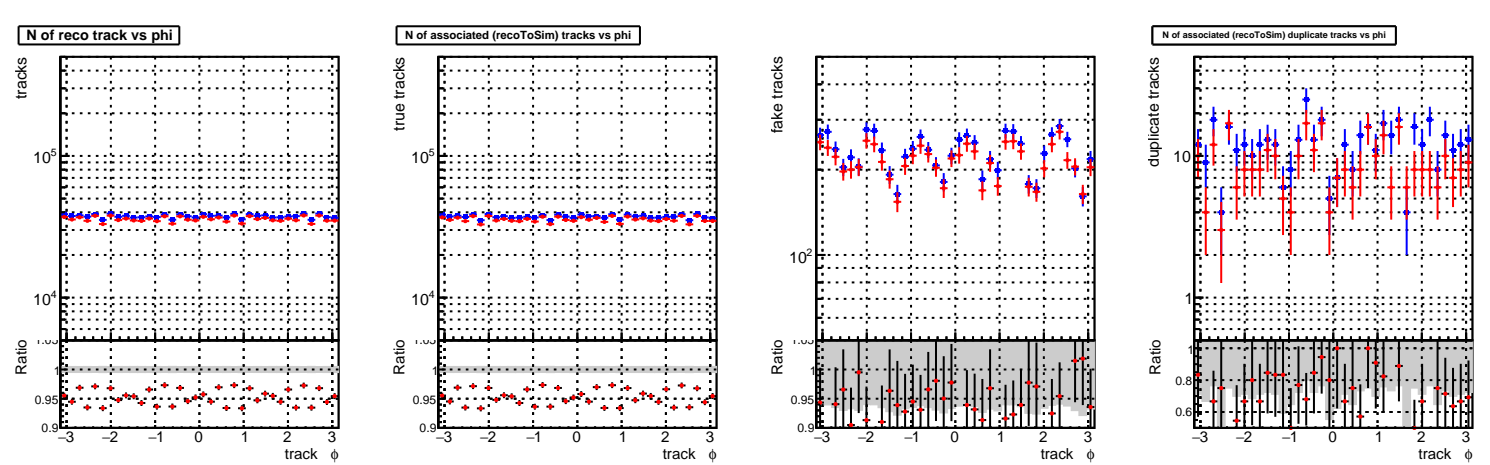 N of reco track vs phi
tracks
10^5
10^4
Ratio
1
0.95
0.9
−3 −2 −1 0 1 2 3
track ϕ
N of associated (recoToSim) tracks vs phi
true tracks
10^5
10^4
Ratio
1
0.95
0.9
−3 −2 −1 0 1 2 3
track ϕ
fake tracks
10^2
Ratio
1
0.95
0.9
−3 −2 −1 0 1 2 3
track ϕ
N of associated (recoToSim) duplicate tracks vs phi
duplicate tracks
10
1
Ratio
1
0.8
0.6
−3 −2 −1 0 1 2 3
track ϕ